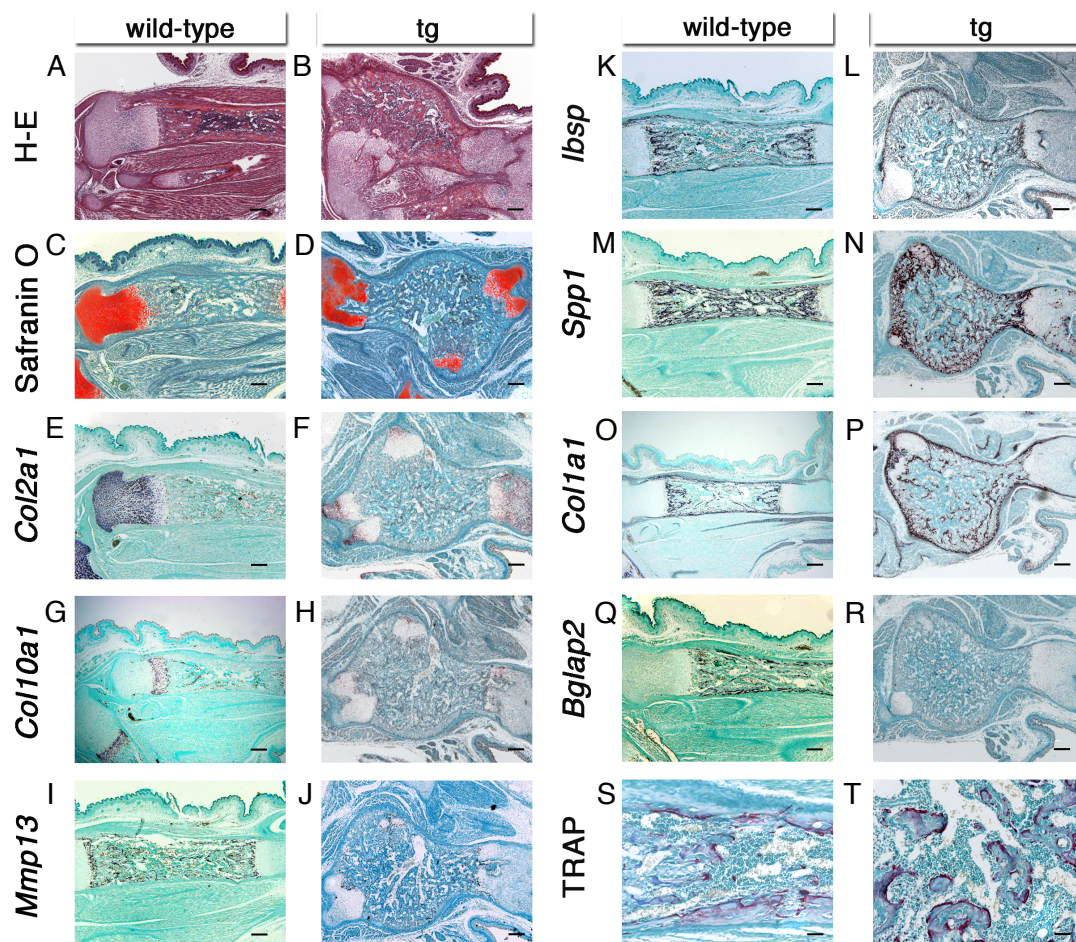 wild-type tg wild-type tg
A B K L
H-E Ibsp
C D M N
Safranin O Spp1
E F O P
Col2a1 Col1a1
G H Q R
Col10a1 Bglap2
I J S T
Mmp13 TRAP